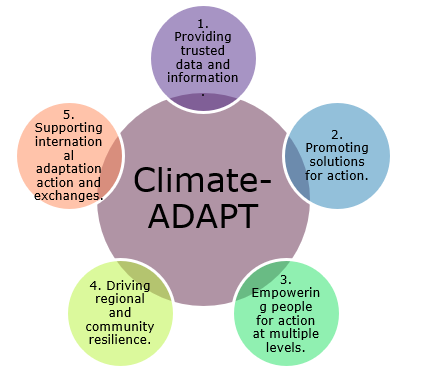 1.
Providing
trusted
data and
information
.
2.
Promoting
solutions
for action.
3.
Empowerin
g people
for action
at multiple
levels.
4. Driving
regional
and
community
resilience.
5.
Supporting
internation
al
adaptation
action and
exchanges.
Climate-
ADAPT